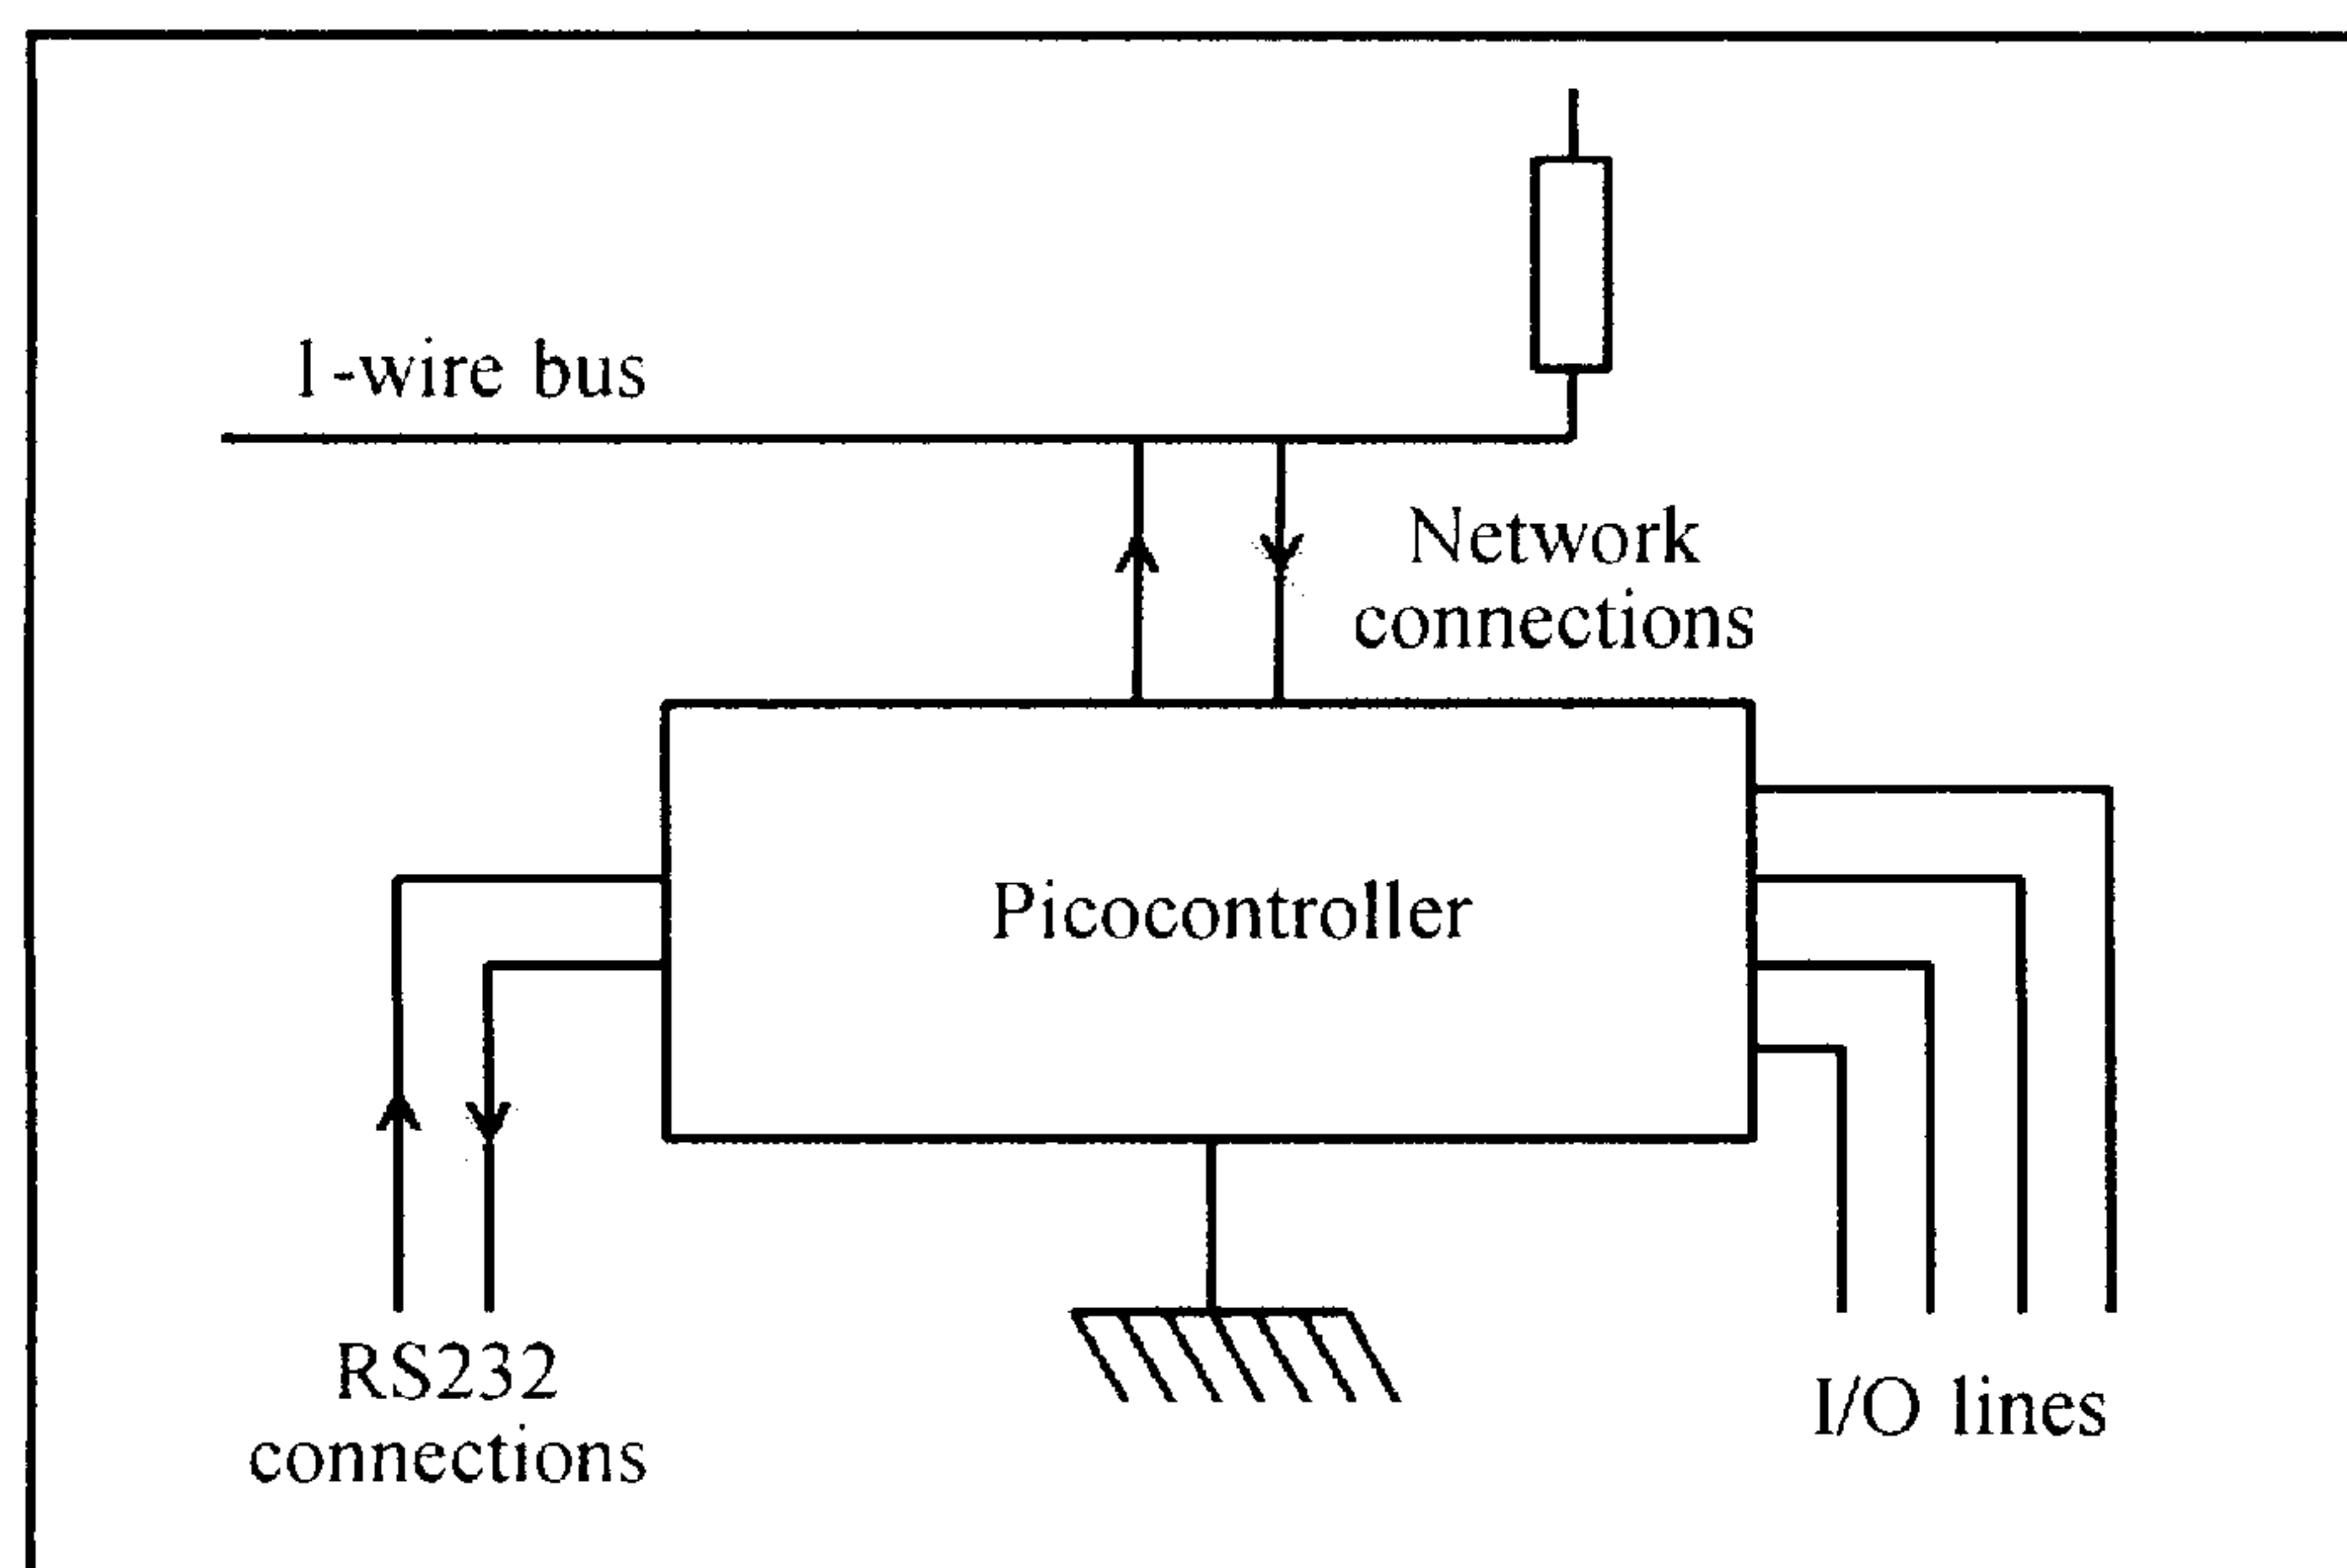 1-wire bus
Network
connections
Picocontroller
RS232
connections
I/O lines